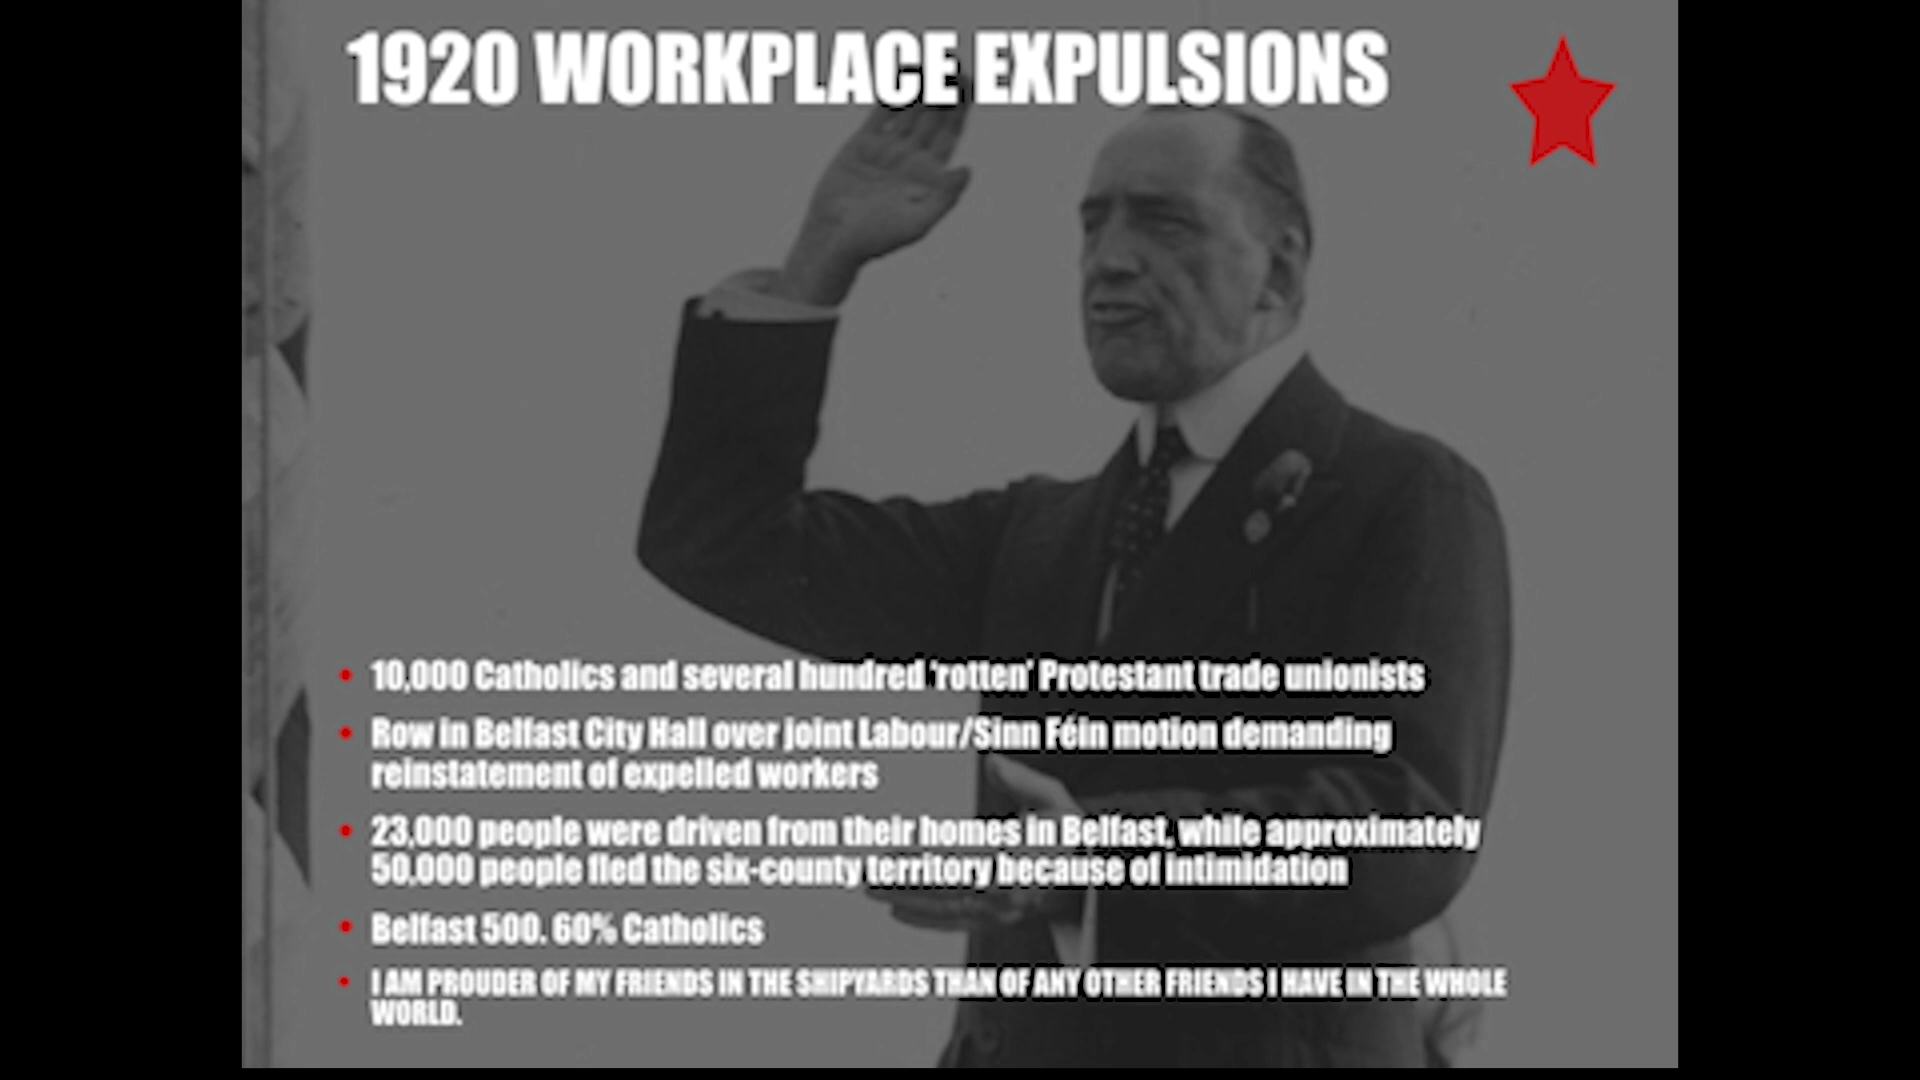 1920 WORKPLACE EXPULSIONS
• 10,000 Catholics and several hundred ‘rotten’ Protestant trade unionists
• Row in Belfast City Hall over joint Labour/Sinn Féin motion demanding
reinstatement of expelled workers
• 23,000 people were driven from their homes in Belfast, while approximately
50,000 people fled the six-county territory because of intimidation
• Belfast 500. 60% Catholics
• I AM PROUDER OF MY FRIENDS IN THE SHIPYARDS THAN OF ANY OTHER FRIENDS I HAVE IN THE WHOLE
WORLD.